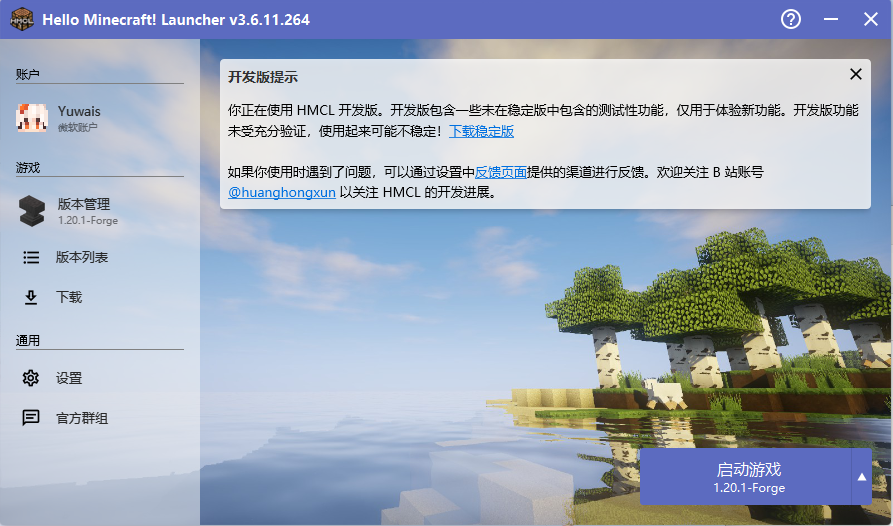 Hello Minecraft! Launcher v3.6.11.264
账户
Yuwais
微软账户
游戏
版本管理
1.20.1-Forge
版本列表
下载
通用
设置
官方群组
开发版提示
你正在使用 HMCL 开发版。开发版包含一些未在稳定版中包含的测试性功能，仅用于体验新功能。开发版功能
未受充分验证，使用起来可能不稳定！下载稳定版
如果你使用时遇到了问题，可以通过设置中反馈页面提供的渠道进行反馈。欢迎关注 B 站账号
@huanghongxun 以关注 HMCL 的开发进展。
启动游戏
1.20.1-Forge